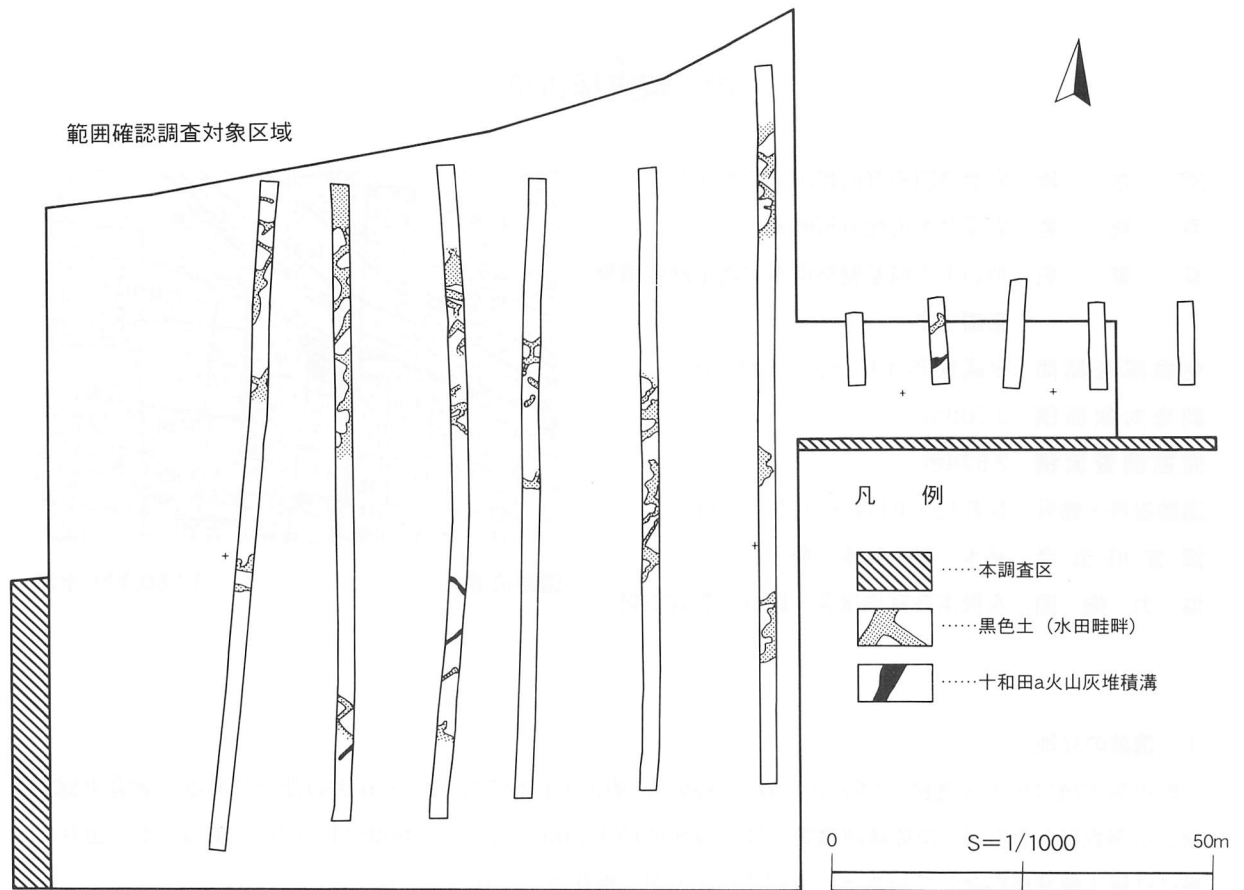 範囲確認調査対象区域
凡 例
……本調査区
……黒色土（水田畦畔）
……十和田a火山灰堆積溝
0 S＝1/1000 50m